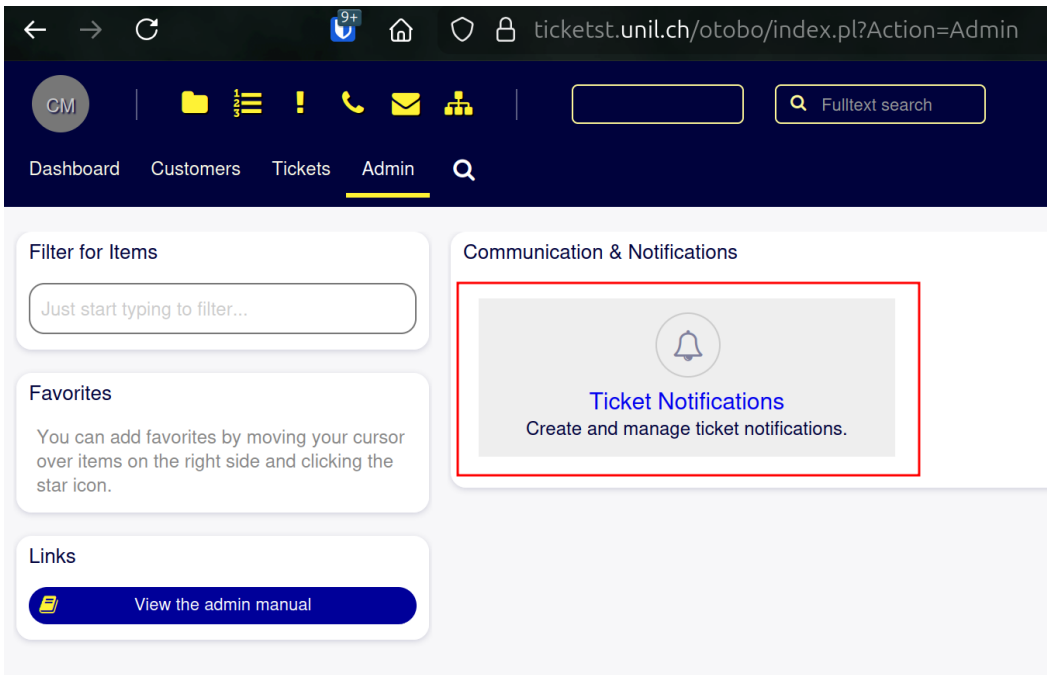 9+
ticketst.unil.ch/otobo/index.pl?Action=Admin
CM
1
2
3
Fulltext search
Dashboard Customers Tickets Admin
Filter for Items
Just start typing to filter...
Favorites
You can add favorites by moving your cursor
over items on the right side and clicking the
star icon.
Links
View the admin manual
Communication & Notifications
Ticket Notifications
Create and manage ticket notifications.